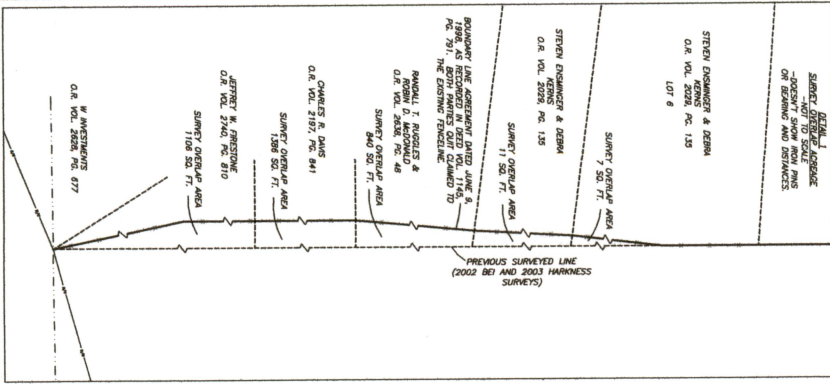 DETAIL 1
SURVEY OVERLAP ACREAGE
-NOT TO SCALE
-DOESN'T SHOW IRON PINS
OR BEARING AND DISTANCES.
STEVEN ENSMINGER & DEBRA
KERNS
O.R. VOL. 2029, PG. 135
LOT 6
SURVEY OVERLAP AREA
7 SQ. FT.
STEVEN ENSMINGER & DEBRA
KERNS
O.R. VOL. 2029, PG. 135
SURVEY OVERLAP AREA
11 SQ. FT.
PREVIOUS SURVEYED LINE
(2002 BEI AND 2003 HARKNESS
SURVEYS)
BOUNDARY LINE AGREEMENT DATED JUNE 9,
1998, AS RECORDED IN DEED VOL. 1145,
PG. 791. BOTH PARTIES QUIT CLAIMED TO
THE EXISTING FENCELINE.
RANDALL T. RUGGLES &
ROBIN D. McDONALD
O.R. VOL. 2638, PG. 48
SURVEY OVERLAP AREA
840 SQ. FT.
CHARLES R. DAVIS
O.R. VOL. 2197, PG. 841
SURVEY OVERLAP AREA
1386 SQ. FT.
JEFFREY W. FIRESTONE
O.R. VOL. 2740, PG. 810
SURVEY OVERLAP AREA
1106 SQ. FT.
W INVESTMENTS
O.R. VOL. 2626, PG. 677